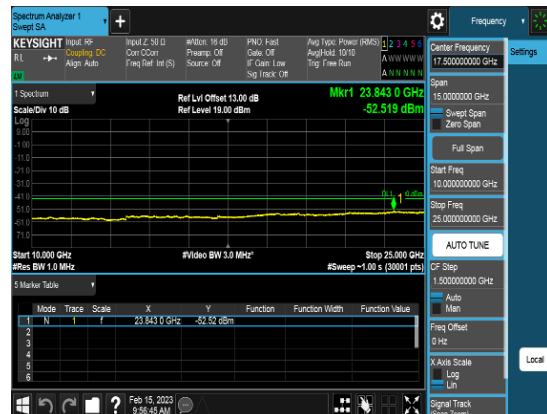 Spectrum Analyzer 1
Swept SA
Frequency
KEYSIGHT
Input: RF
Coupling: DC
Align: Auto
Input Z: 50 Ω
Corr CCorr
Freq Ref: Int (S)
#Atten: 16 dB
Preamp: Off
Source: Off
PNO: Fast
Gate: Off
IF Gain: Low
Sig Track: Off
Avg Type: Power (RMS)
Avg|Hold: 10/10
Trig: Free Run
1 2 3 4 5 6
A W W W W W
A N N N N N
RL
LW
1 Spectrum
Scale/Div 10 dB
Ref Lvl Offset 13.00 dB
Ref Level 19.00 dBm
Mkr1 23.843 0 GHz
-52.519 dBm
Log
9.00
-1.00
-11.0
-21.0
-31.0
-41.0
-51.0
-61.0
-71.0
1
Start 10.000 GHz
#Res BW 1.0 MHz
#Video BW 3.0 MHz*
Stop 25.000 GHz
#Sweep ~1.00 s (30001 pts)
5 Marker Table
Mode Trace Scale X Y Function Function Width Function Value
1 N 1 f 23.843 0 GHz -52.52 dBm
2
3
4
5
6
Feb 15, 2023
9:56:45 AM
Center Frequency
17.500000000 GHz
Settings
Span
15.0000000 GHz
Swept Span
Zero Span
Full Span
Start Freq
10.000000000 GHz
Stop Freq
25.000000000 GHz
AUTO TUNE
CF Step
1.500000000 GHz
Auto
Man
Freq Offset
0 Hz
X Axis Scale
Log
Lin
Local
Signal Track
(Span Zoom)